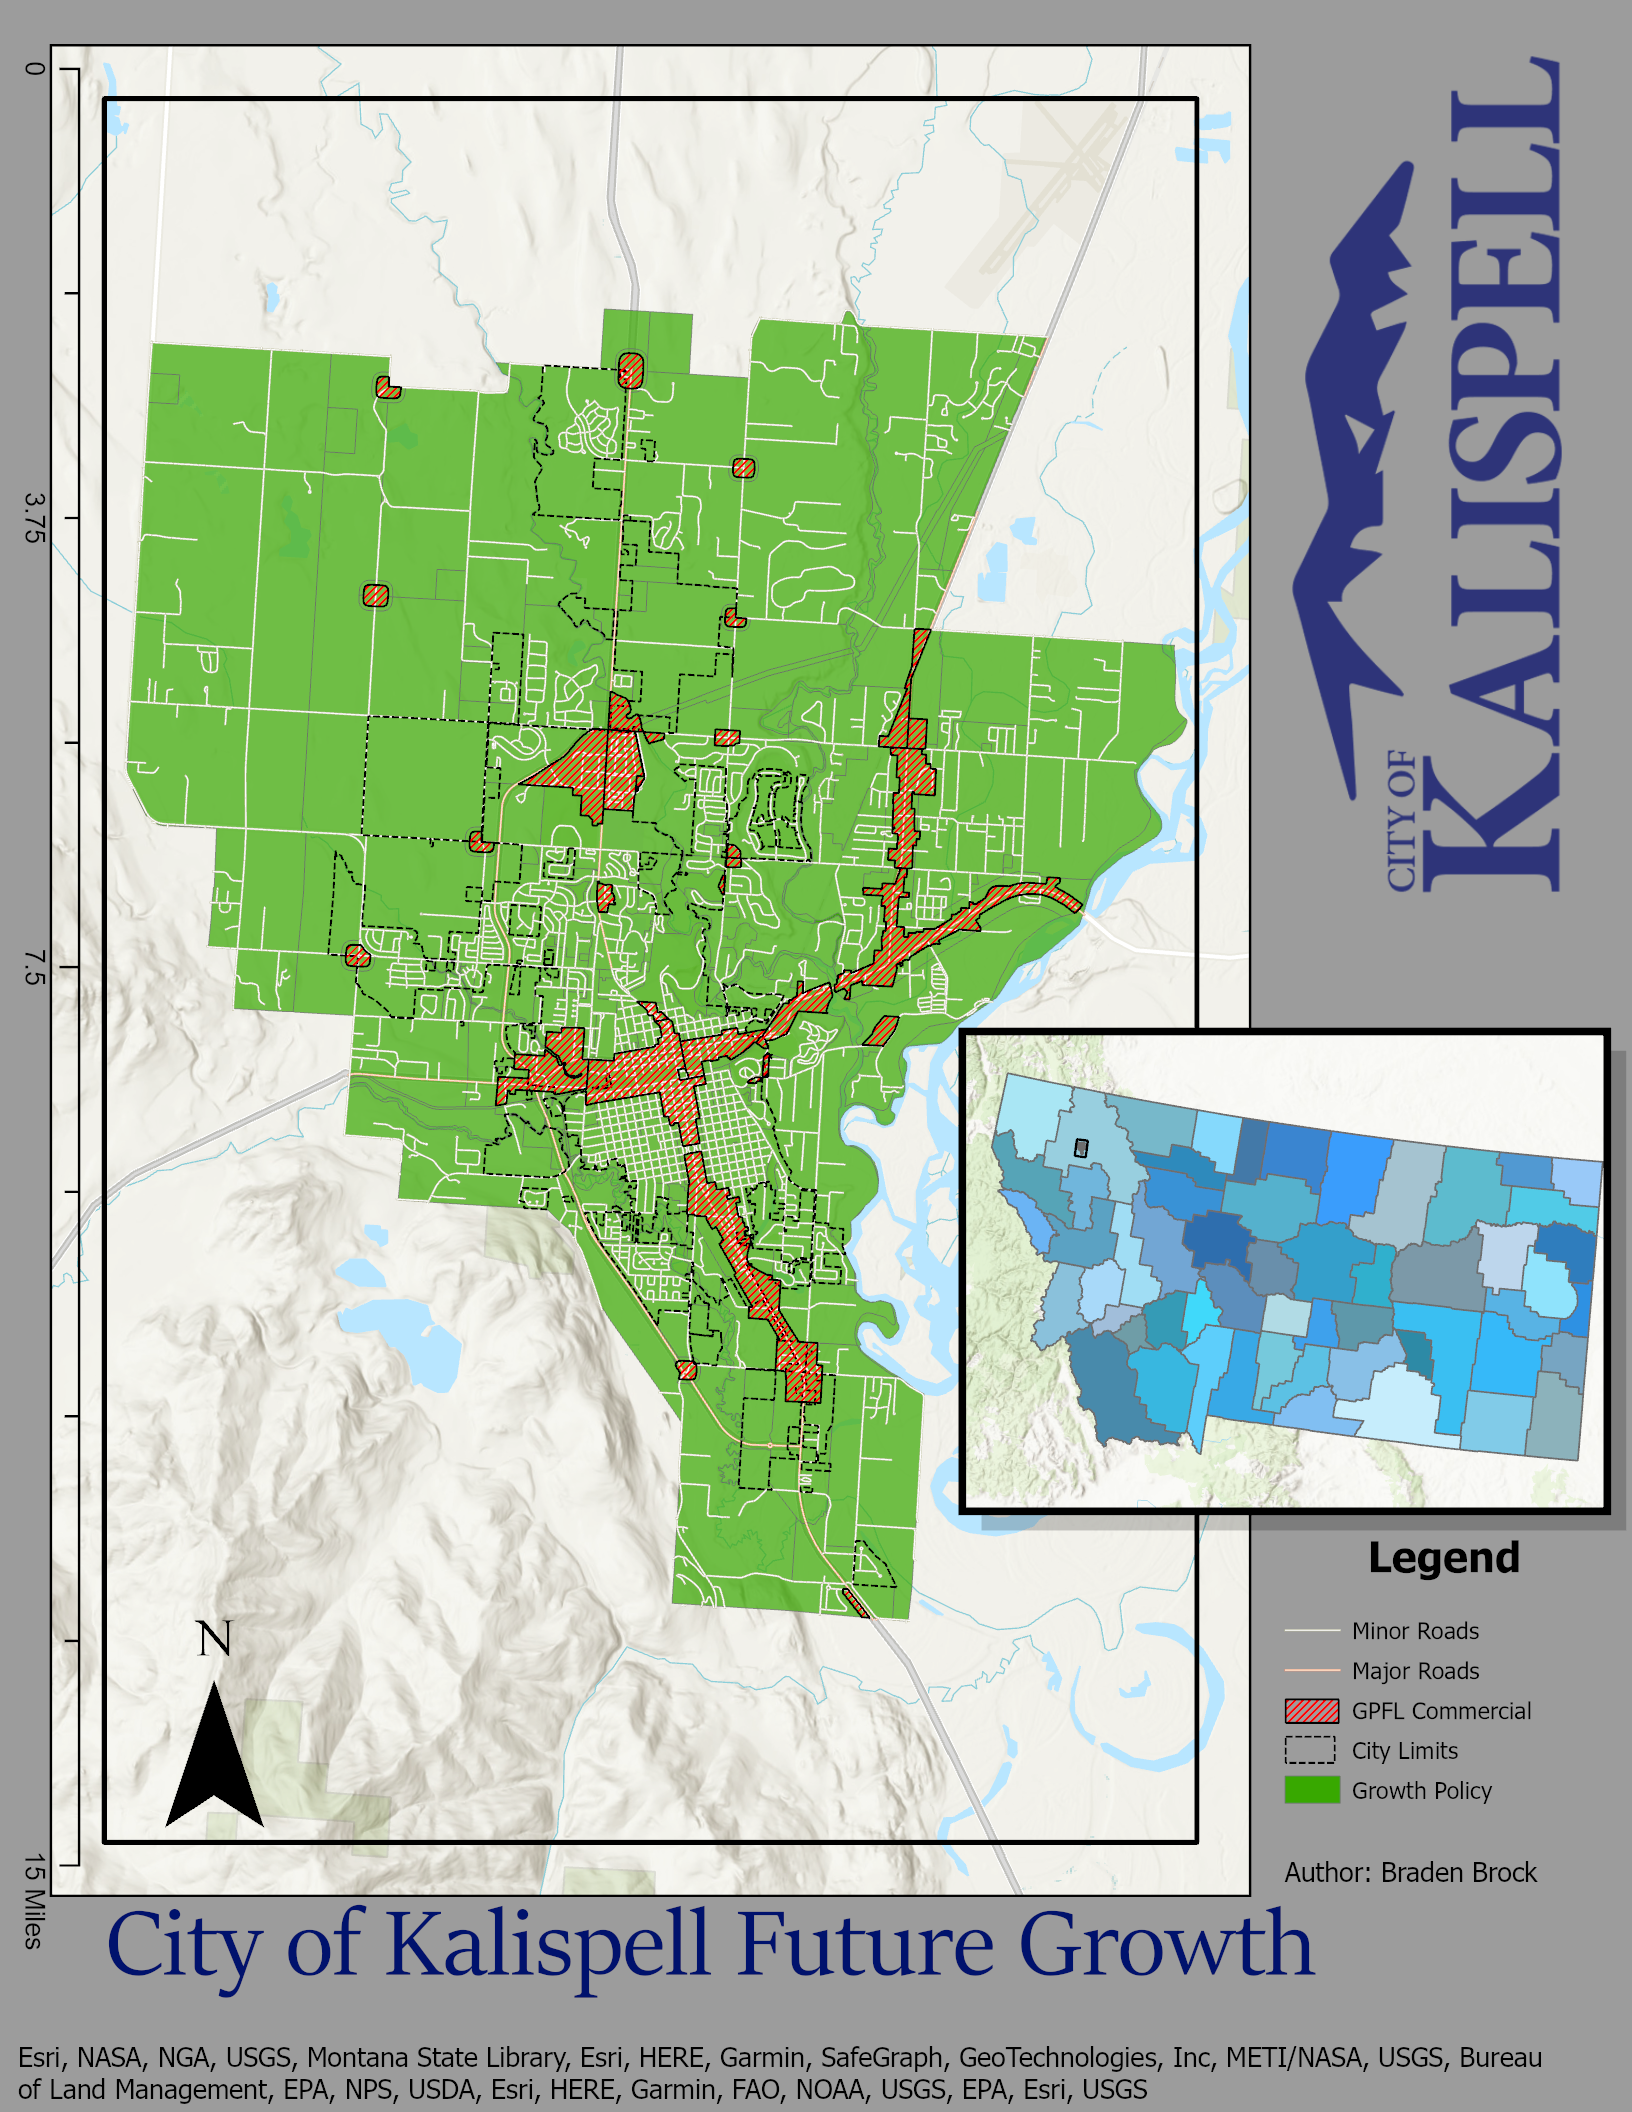 0
3.75
7.5
15 Miles
CITY OF
KALISPELL
N
Legend
Minor Roads
Major Roads
GPFL Commercial
City Limits
Growth Policy
Author: Braden Brock
City of Kalispell Future Growth
Esri, NASA, NGA, USGS, Montana State Library, Esri, HERE, Garmin, SafeGraph, GeoTechnologies, Inc, METI/NASA, USGS, Bureau
of Land Management, EPA, NPS, USDA, Esri, HERE, Garmin, FAO, NOAA, USGS, EPA, Esri, USGS